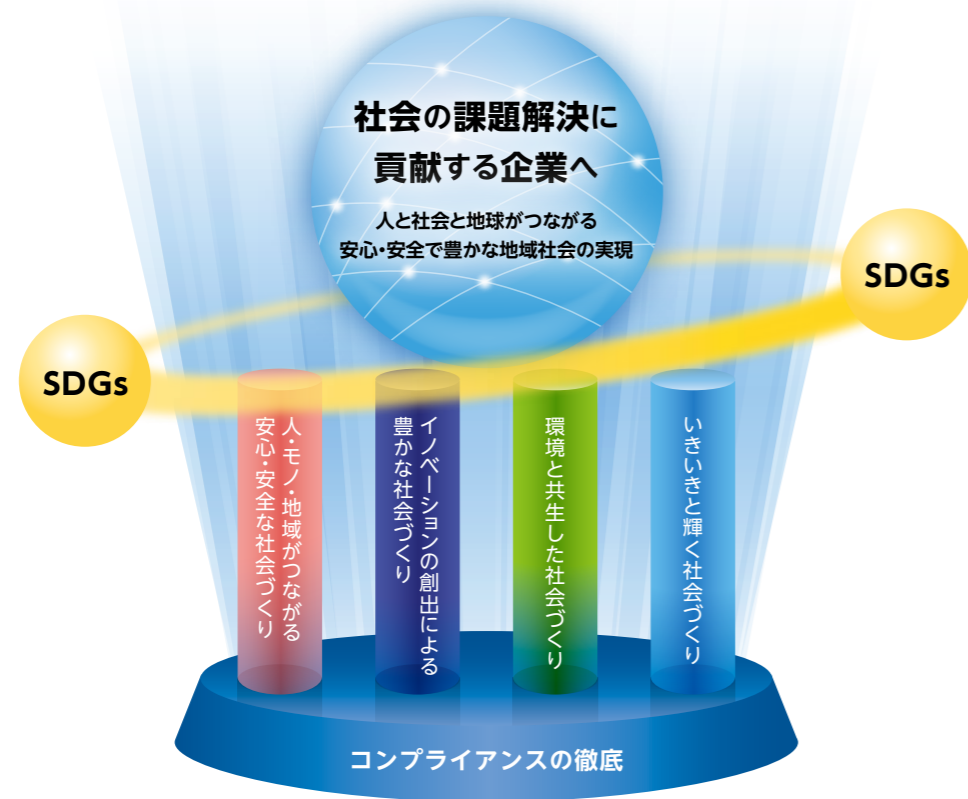 社会の課題解決に
貢献する企業へ
人と社会と地球がつながる
安心・安全で豊かな地域社会の実現
SDGs
SDGs
人・モノ・地域がつながる
安心・安全な社会づくり
イノベーションの創出による
豊かな社会づくり
環境と共生した社会づくり
いきいきと輝く社会づくり
コンプライアンスの徹底